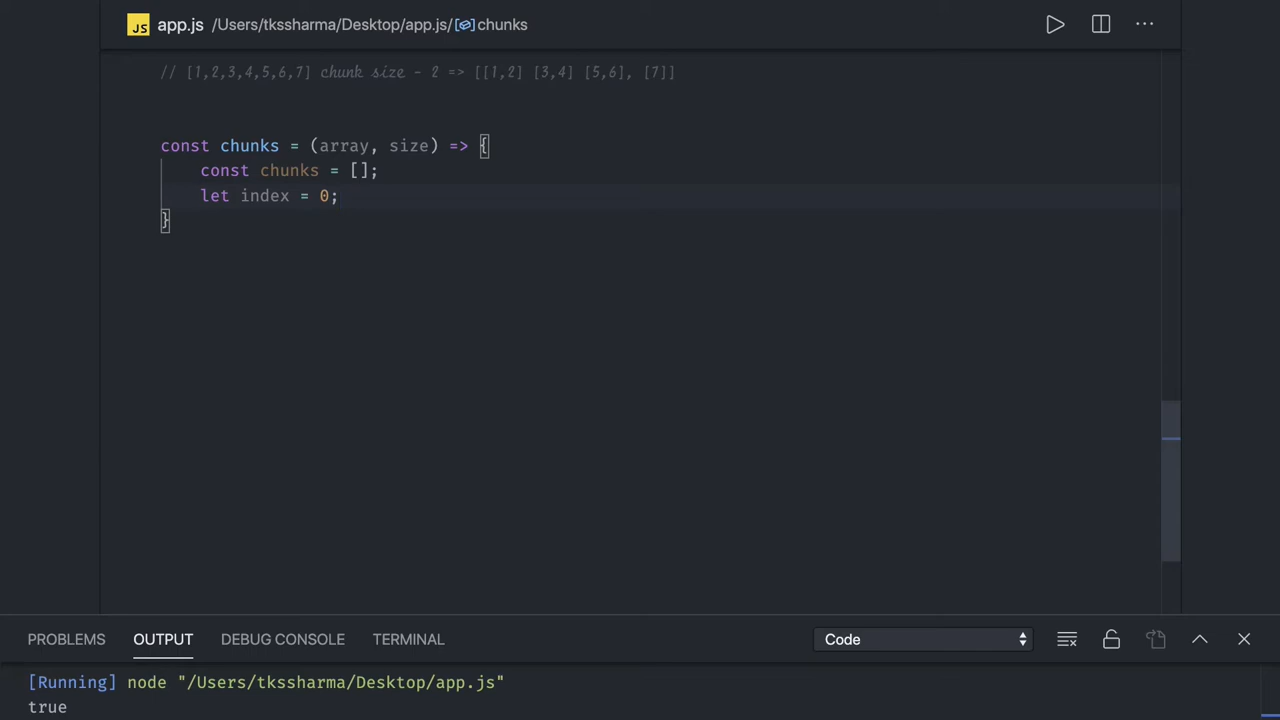 JS app.js /Users/tkssharma/Desktop/app.js/ chunks ...
// [1,2,3,4,5,6,7] chunk size - 2 => [[1,2] [3,4] [5,6], [7]]
const chunks = (array, size) => {
const chunks = [];
let index = 0;
}
PROBLEMS OUTPUT DEBUG CONSOLE TERMINAL Code
[Running] node "/Users/tkssharma/Desktop/app.js"
true